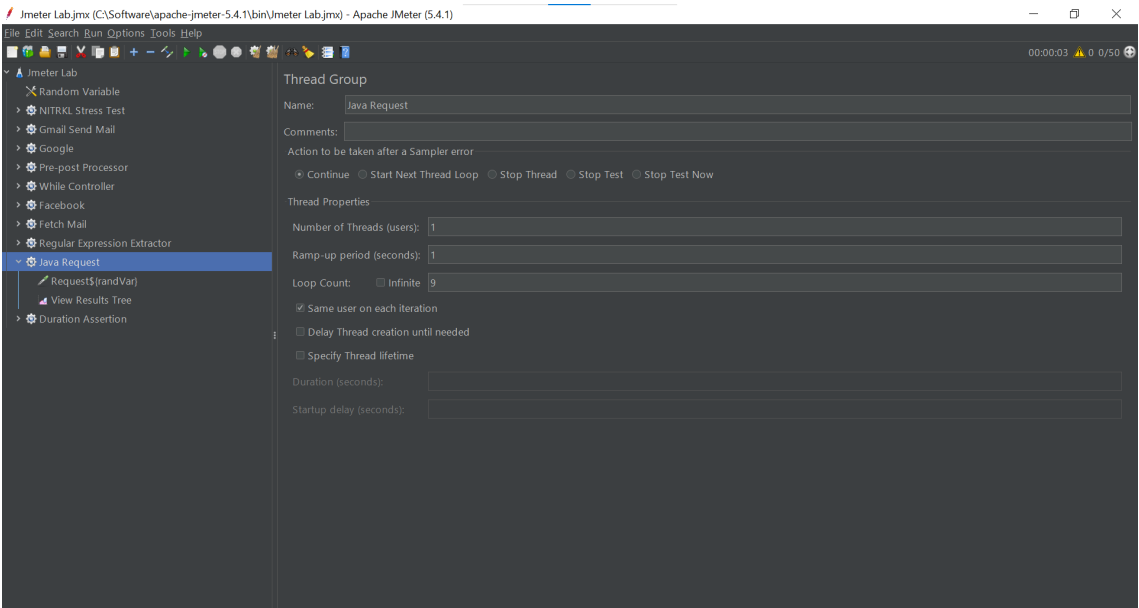 Jmeter Lab.jmx (C:\Software\apache-jmeter-5.4.1\bin\Jmeter Lab.jmx) - Apache JMeter (5.4.1)
File Edit Search Run Options Tools Help
00:00:03 0 0/50
Jmeter Lab
Random Variable
NITRKL Stress Test
Gmail Send Mail
Google
Pre-post Processor
While Controller
Facebook
Fetch Mail
Regular Expression Extractor
Java Request
Request${randVar}
View Results Tree
Duration Assertion
Thread Group
Name: Java Request
Comments:
Action to be taken after a Sampler error
Continue Start Next Thread Loop Stop Thread Stop Test Stop Test Now
Thread Properties
Number of Threads (users): 1
Ramp-up period (seconds): 1
Loop Count: Infinite 9
Same user on each iteration
Delay Thread creation until needed
Specify Thread lifetime
Duration (seconds):
Startup delay (seconds):